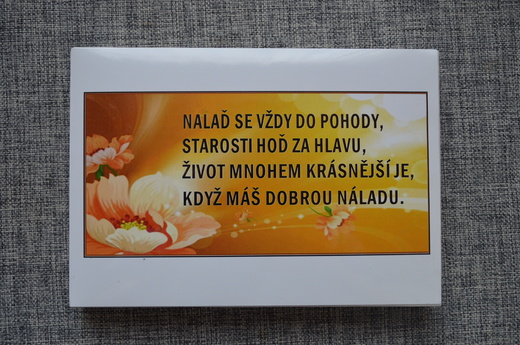 NALAĎ SE VŽDY DO POHODY,
STAROSTI HOĎ ZA HLAVU,
ŽIVOT MNOHEM KRÁSNĚJŠÍ JE,
KDYŽ MÁŠ DOBROU NÁLADU.